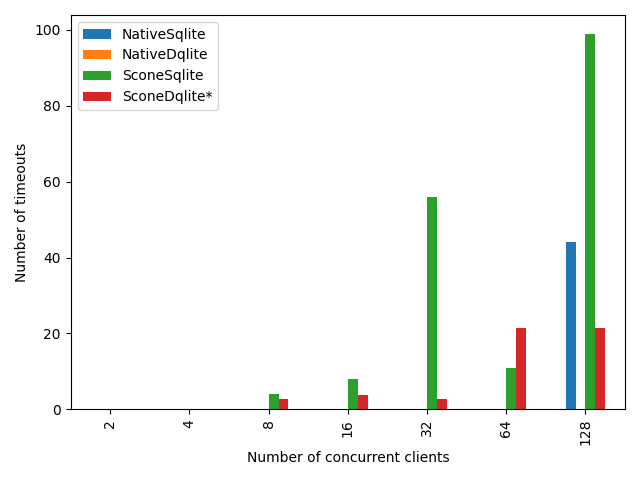 NativeSqlite
NativeDqlite
SconeSqlite
SconeDqlite*
Number of timeouts
100
80
60
40
20
0
2
4
8
16
32
64
128
Number of concurrent clients